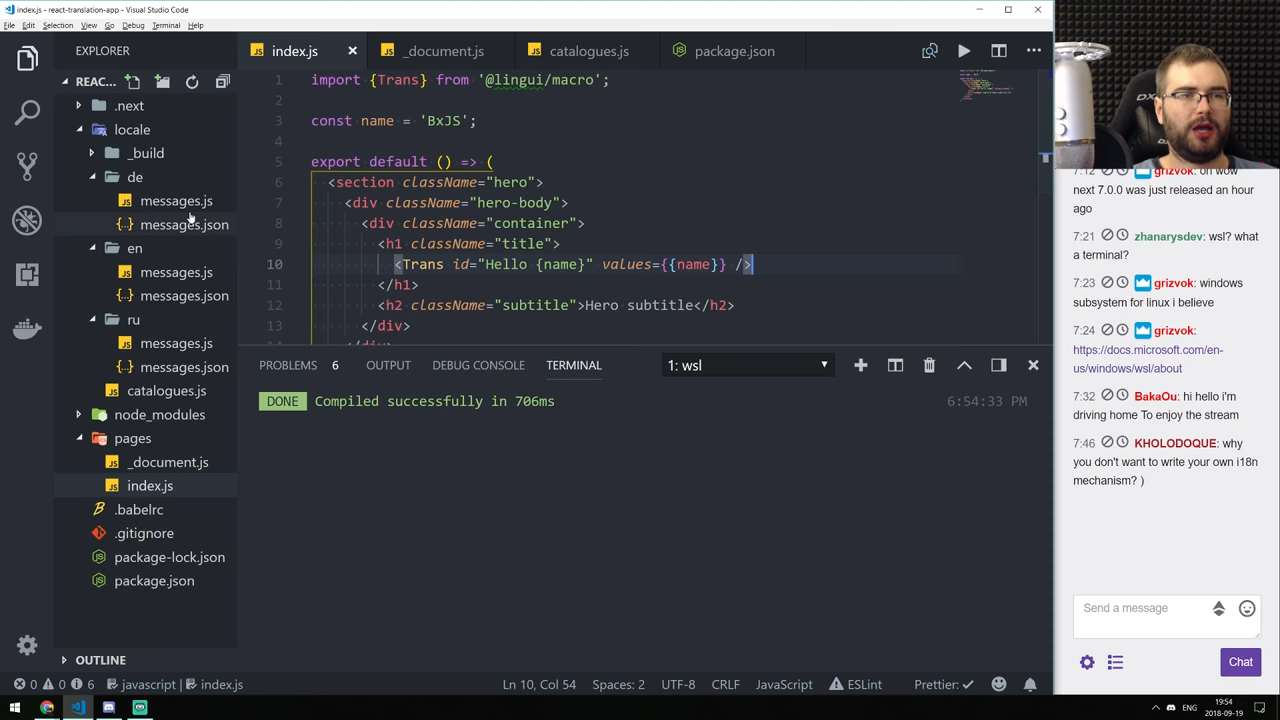 index.js - react-translation-app - Visual Studio Code
File Edit Selection View Go Debug Terminal Help
EXPLORER
REAC...
.next
locale
_build
de
messages.js
messages.json
en
messages.js
messages.json
ru
messages.js
messages.json
catalogues.js
node_modules
pages
_document.js
index.js
.babelrc
.gitignore
package-lock.json
package.json
OUTLINE
index.js _document.js catalogues.js package.json
1 import {Trans} from '@lingui/macro';
2
3 const name = 'BxJS';
4
5 export default () => (
6 <section className="hero">
7 <div className="hero-body">
8 <div className="container">
9 <h1 className="title">
10 <Trans id="Hello {name}" values={{name}} />
11 </h1>
12 <h2 className="subtitle">Hero subtitle</h2>
13 </div>
PROBLEMS 6 OUTPUT DEBUG CONSOLE TERMINAL 1: wsl
DONE Compiled successfully in 706ms 6:54:33 PM
0 0 6 javascript | index.js Ln 10, Col 54 Spaces: 2 UTF-8 CRLF JavaScript ESLint Prettier: ✓
DX
7:12 grizvok: oh wow
next 7.0.0 was just released an hour
ago
7:21 zhanarysdev: wsl? what
a terminal?
7:23 grizvok: windows
subsystem for linux i believe
7:24 grizvok:
https://docs.microsoft.com/en-
us/windows/wsl/about
7:32 BakaOu: hi hello i'm
driving home To enjoy the stream
7:46 KHOLODOQUE: why
you don't want to write your own i18n
mechanism? )
Send a message
Chat
ENG
19:54
2018-09-19